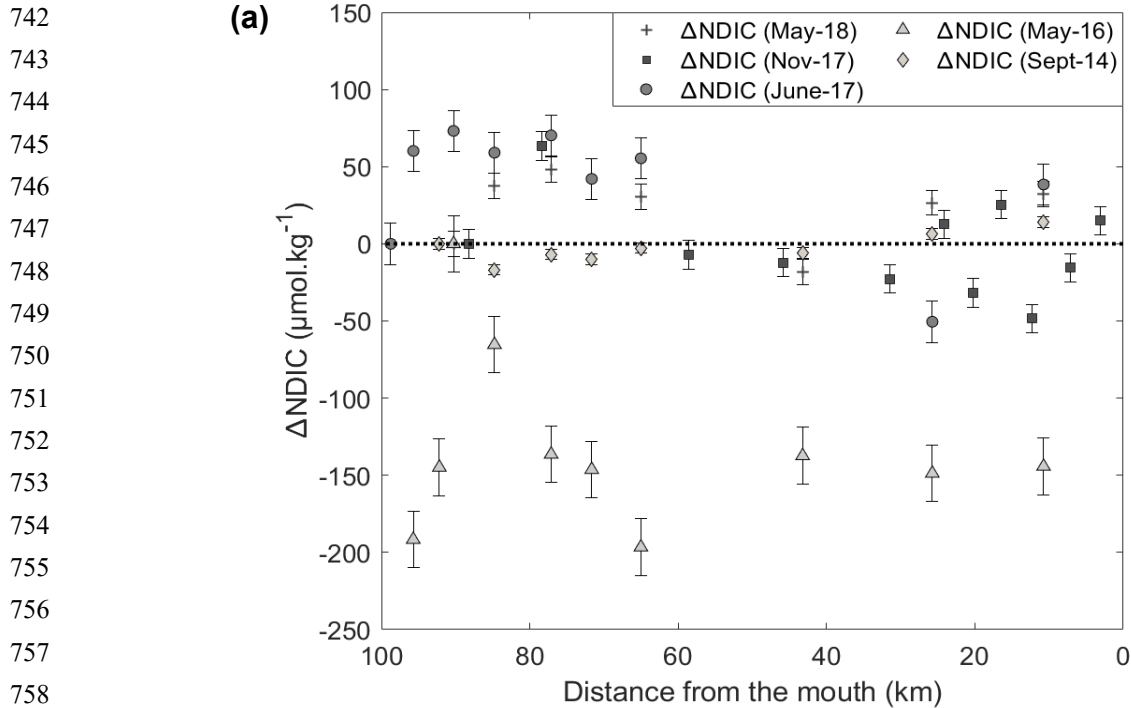 742
743
744
745
746
747
748
749
750
751
752
753
754
755
756
757
758
(a)
ΔNDIC (May-18)
ΔNDIC (Nov-17)
ΔNDIC (June-17)
ΔNDIC (May-16)
ΔNDIC (Sept-14)
150
100
50
0
-50
-100
-150
-200
-250
ΔNDIC (μmol.kg⁻¹)
100 80 60 40 20 0
Distance from the mouth (km)